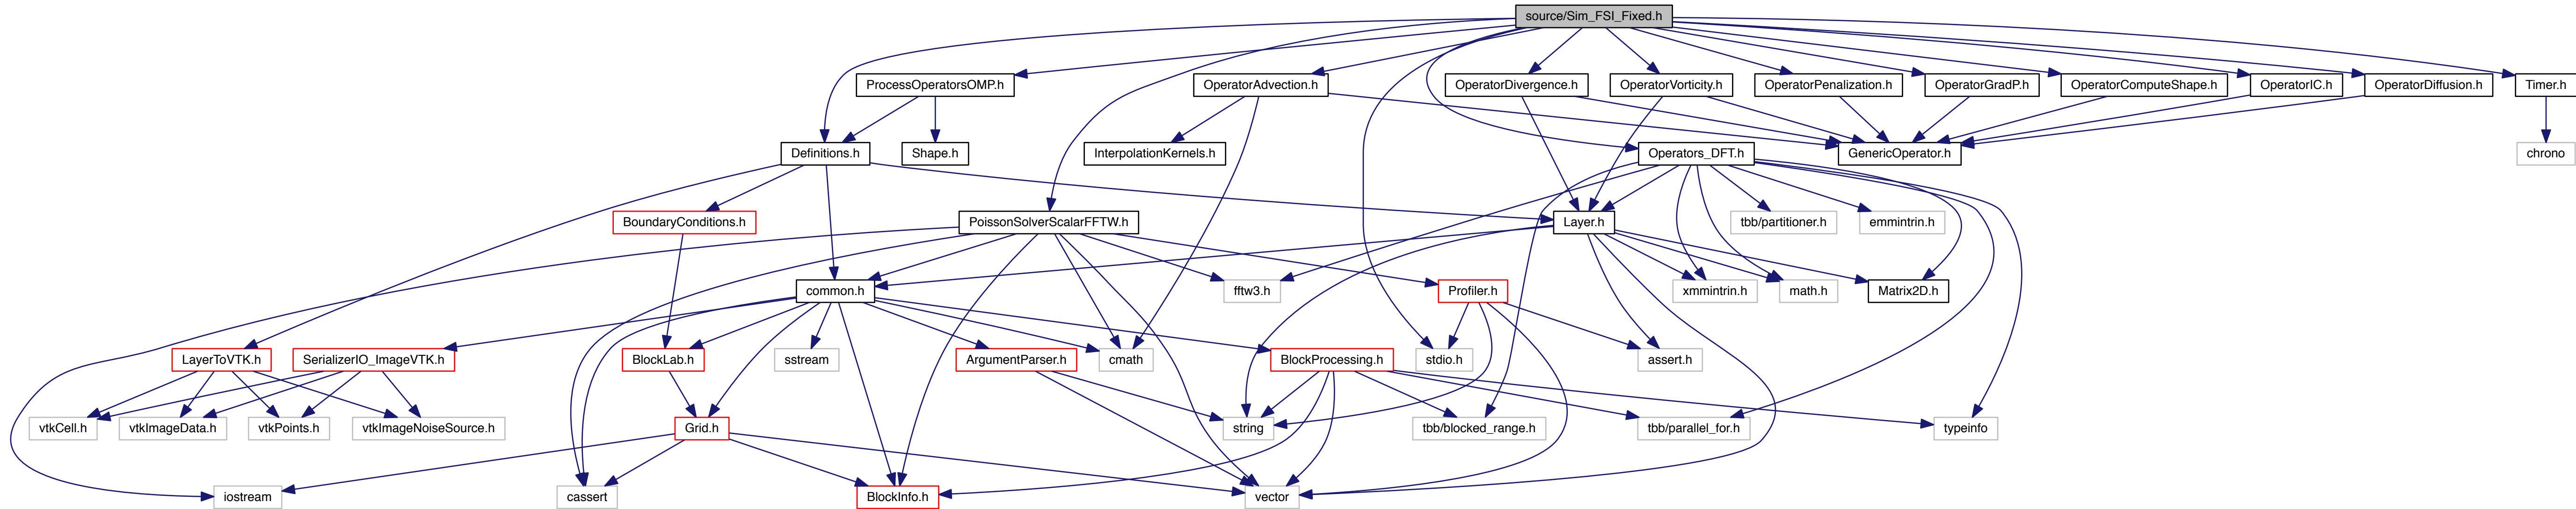 source/Sim_FSI_Fixed.h
ProcessOperatorsOMP.h
OperatorAdvection.h
OperatorDivergence.h
OperatorVorticity.h
OperatorPenalization.h
OperatorGradP.h
OperatorComputeShape.h
OperatorIC.h
OperatorDiffusion.h
Timer.h
Definitions.h
Shape.h
InterpolationKernels.h
Operators_DFT.h
GenericOperator.h
chrono
BoundaryConditions.h
PoissonSolverScalarFFTW.h
Layer.h
tbb/partitioner.h
emmintrin.h
common.h
fftw3.h
Profiler.h
xmmintrin.h
math.h
Matrix2D.h
LayerToVTK.h
SerializerIO_ImageVTK.h
BlockLab.h
sstream
ArgumentParser.h
cmath
BlockProcessing.h
stdio.h
assert.h
vtkCell.h
vtkImageData.h
vtkPoints.h
vtkImageNoiseSource.h
Grid.h
string
tbb/blocked_range.h
tbb/parallel_for.h
typeinfo
iostream
cassert
BlockInfo.h
vector